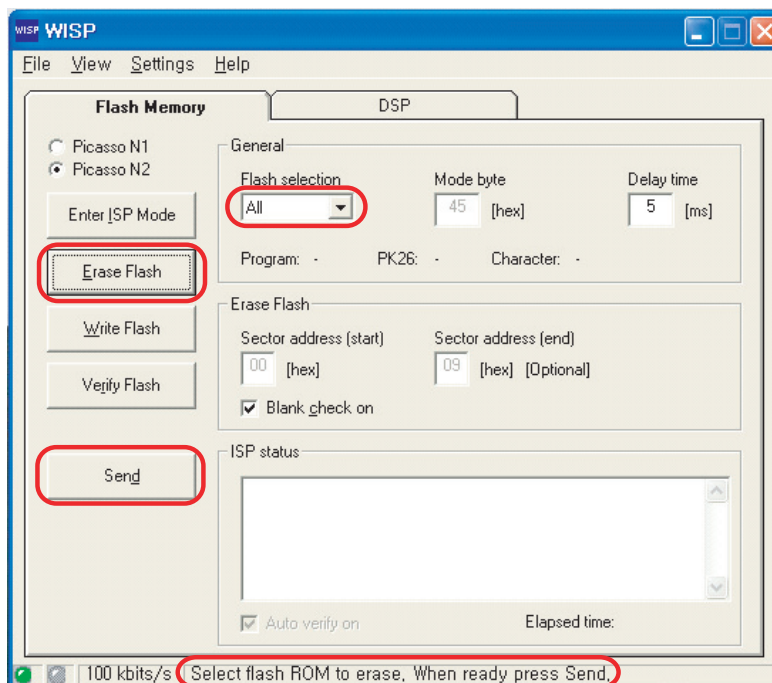 WISP WISP
File View Settings Help
Flash Memory DSP
Picasso N1
Picasso N2
Enter ISP Mode
Erase Flash
Write Flash
Verify Flash
Send
General
Flash selection Mode byte Delay time
All 45 [hex] 5 [ms]
Program: - PK26: - Character: -
Erase Flash
Sector address (start) Sector address (end)
00 [hex] 09 [hex] [Optional]
Blank check on
ISP status
Auto verify on Elapsed time:
100 kbits/s Select flash ROM to erase, When ready press Send,